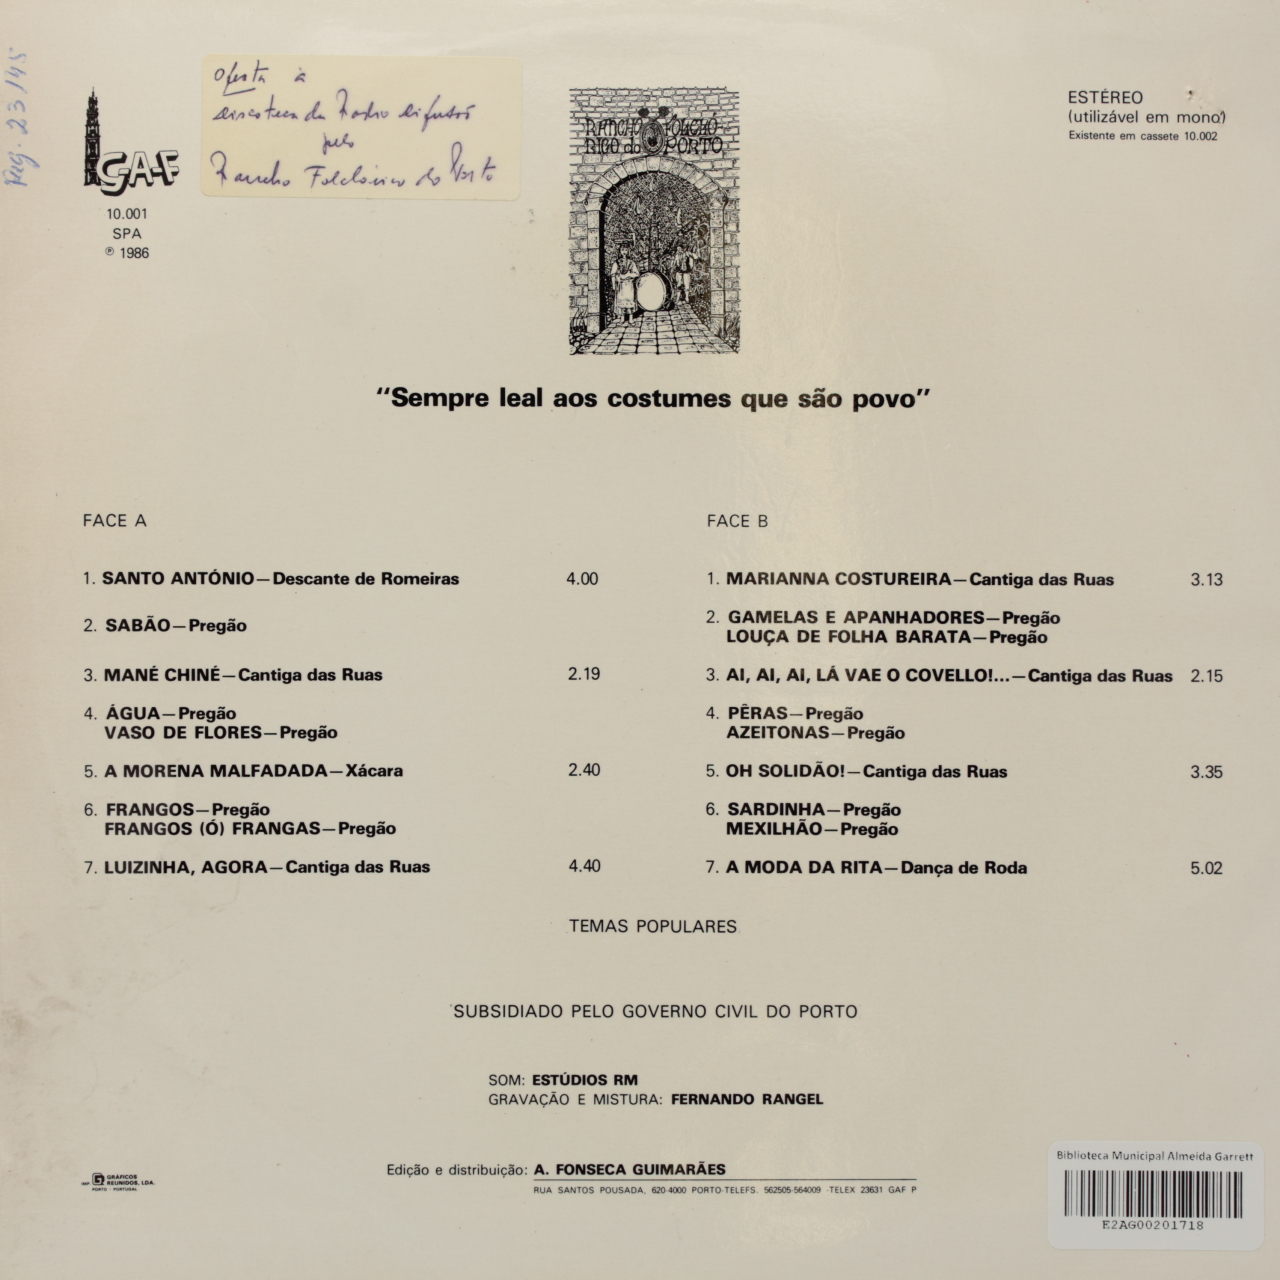 Reg. 23145
Oferta à
discoteca da Radio difusão
pelo
Rancho Folclórico do Porto
GAF
10.001
SPA
℗ 1986
RANCHO FOLCLÓ
RICO do PORTO
ESTÉREO
(utilizável em mono)
Existente em cassete 10.002
"Sempre leal aos costumes que são povo"
FACE A
1. SANTO ANTÓNIO—Descante de Romeiras 4.00
2. SABÃO—Pregão
3. MANÉ CHINÉ—Cantiga das Ruas 2.19
4. ÁGUA—Pregão
VASO DE FLORES—Pregão
5. A MORENA MALFADADA—Xácara 2.40
6. FRANGOS—Pregão
FRANGOS (Ó) FRANGAS—Pregão
7. LUIZINHA, AGORA—Cantiga das Ruas 4.40
FACE B
1. MARIANNA COSTUREIRA—Cantiga das Ruas 3.13
2. GAMELAS E APANHADORES—Pregão
LOUÇA DE FOLHA BARATA—Pregão
3. AI, AI, AI, LÁ VAE O COVELLO!...—Cantiga das Ruas 2.15
4. PÊRAS—Pregão
AZEITONAS—Pregão
5. OH SOLIDÃO!—Cantiga das Ruas 3.35
6. SARDINHA—Pregão
MEXILHÃO—Pregão
7. A MODA DA RITA—Dança de Roda 5.02
TEMAS POPULARES
SUBSIDIADO PELO GOVERNO CIVIL DO PORTO
SOM: ESTÚDIOS RM
GRAVAÇÃO E MISTURA: FERNANDO RANGEL
IMP GRÁFICOS
REUNIDOS, LDA.
PORTO PORTUGAL
Edição e distribuição: A. FONSECA GUIMARÃES
RUA SANTOS POUSADA, 620-4000 PORTO-TELEFS. 562505-564009 -TELEX 23631 GAF P
Biblioteca Municipal Almeida Garrett
E2AG00201718